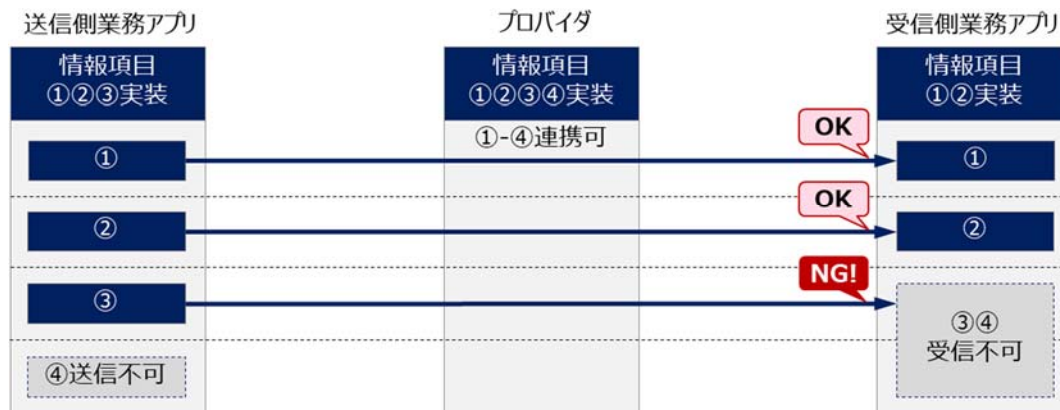 送信側業務アプリ
プロバイダ
受信側業務アプリ
情報項目
①②③実装
情報項目
①②③④実装
情報項目
①②実装
①-④連携可
OK
①
①
OK
②
②
NG!
③
③④
受信不可
④送信不可